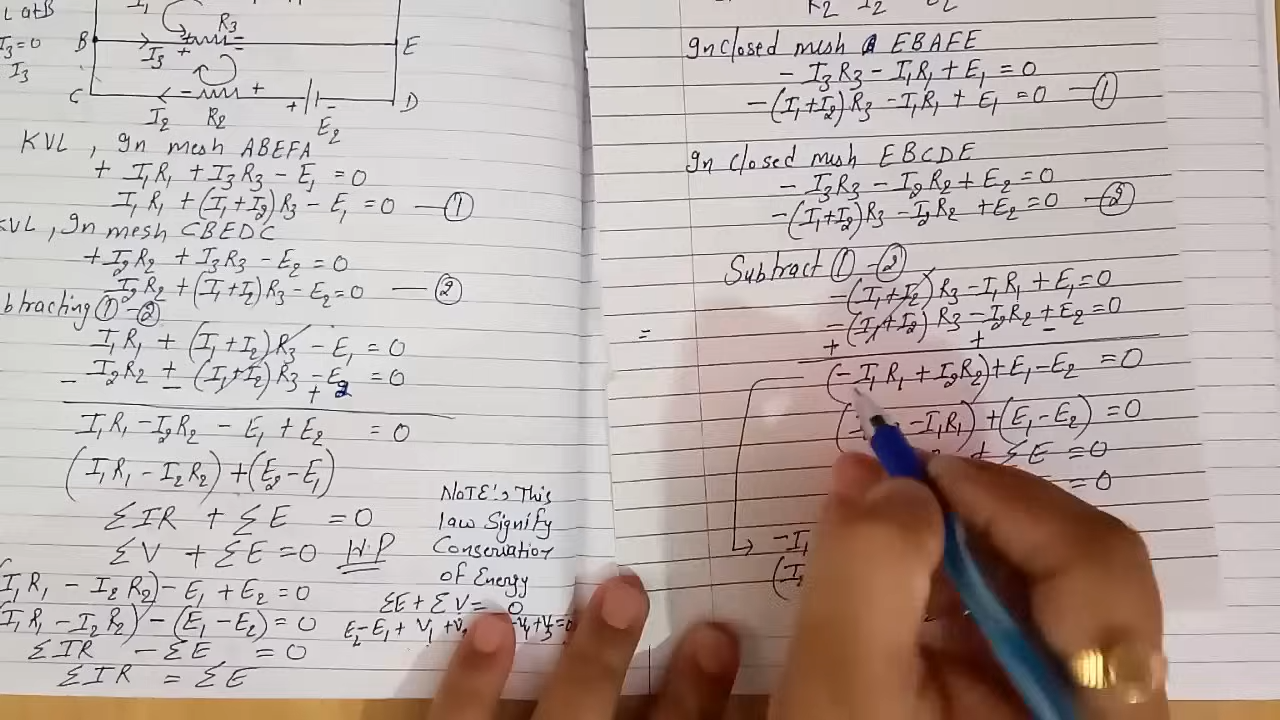 L at B
I₃=0
I₃
I₁
R₃
B
I₃
+
=
E
C
- +
+ -
D
I₂
R₂
E₂
KVL, In mesh ABEFA
+ I₁R₁ + I₃R₃ - E₁ = 0
I₁R₁ + (I₁+I₂)R₃ - E₁ = 0 — ①
KVL, In mesh CBEDC
+ I₂R₂ + I₃R₃ - E₂ = 0
I₂R₂ + (I₁+I₂)R₃ - E₂ = 0 — ②
btracting ① - ②
I₁R₁ + (I₁+I₂)R₃ - E₁ = 0
- I₂R₂ + (I₁+I₂)R₃ - E₂ = 0
- +
I₁R₁ - I₂R₂ - E₁ + E₂ = 0
(I₁R₁ - I₂R₂) + (E₂ - E₁)
ΣIR + ΣE = 0
ΣV + ΣE = 0 H.P
I₁R₁ - I₂R₂) - E₁ + E₂ = 0
I₁R₁ - I₂R₂) - (E₁ - E₂) = 0
ΣIR - ΣE = 0
ΣIR = ΣE
NOTE's This
law Signify
Conservation
of Energy
ΣE + ΣV = 0
E₂ - E₁ + V₁ +
R₂ I₂
In closed mesh EBAFE
- I₃R₃ - I₁R₁ + E₁ = 0
-(I₁+I₂)R₃ - I₁R₁ + E₁ = 0 — ①
In closed mesh EBCDE
- I₃R₃ - I₂R₂ + E₂ = 0
-(I₁+I₂)R₃ - I₂R₂ + E₂ = 0 — ②
Subtract ① - ②
-(I₁+I₂)R₃ - I₁R₁ + E₁ = 0
= -(I₁+I₂)R₃ - I₂R₂ + E₂ = 0
+ + -
(- I₁R₁ + I₂R₂) + E₁ - E₂ = 0
- I₁R₁) + (E₁ - E₂) = 0
+ ΣE = 0
= 0
- I₁